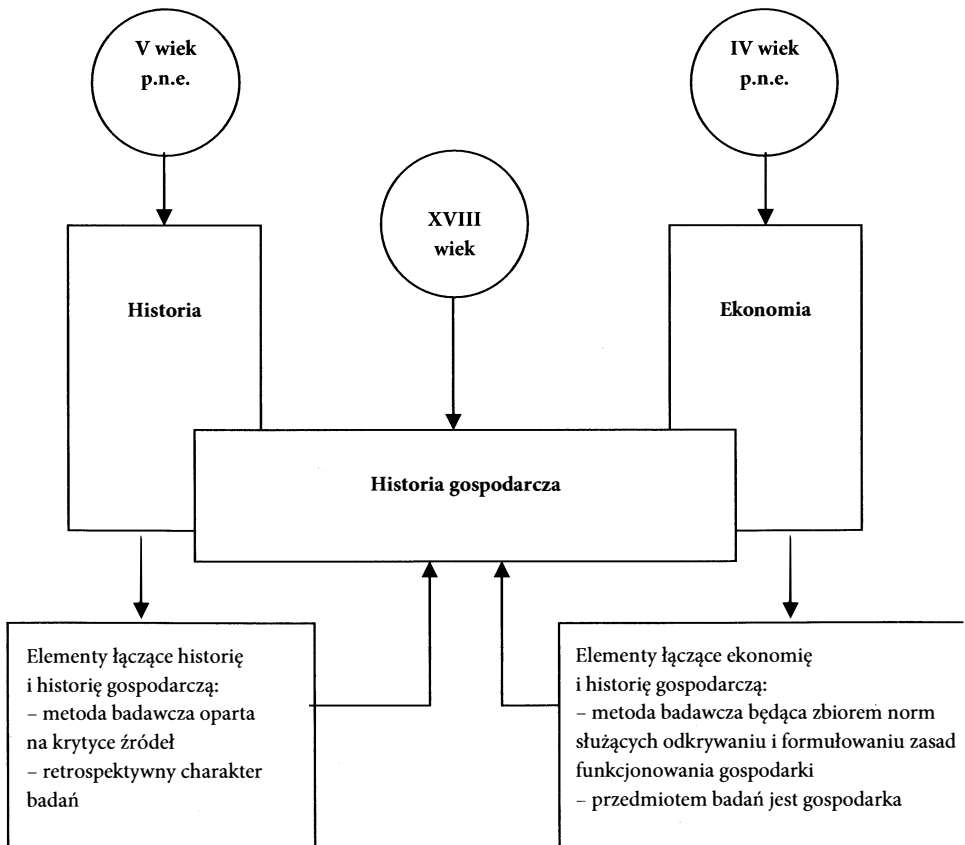 V wiek
p.n.e.
IV wiek
p.n.e.
XVIII
wiek
Historia
Ekonomia
Historia gospodarcza
Elementy łączące historię
i historię gospodarczą:
– metoda badawcza oparta
na krytyce źródeł
– retrospektywny charakter
badań
Elementy łączące ekonomię
i historię gospodarczą:
– metoda badawcza będąca zbiorem norm
służących odkrywaniu i formułowaniu zasad
funkcjonowania gospodarki
– przedmiotem badań jest gospodarka